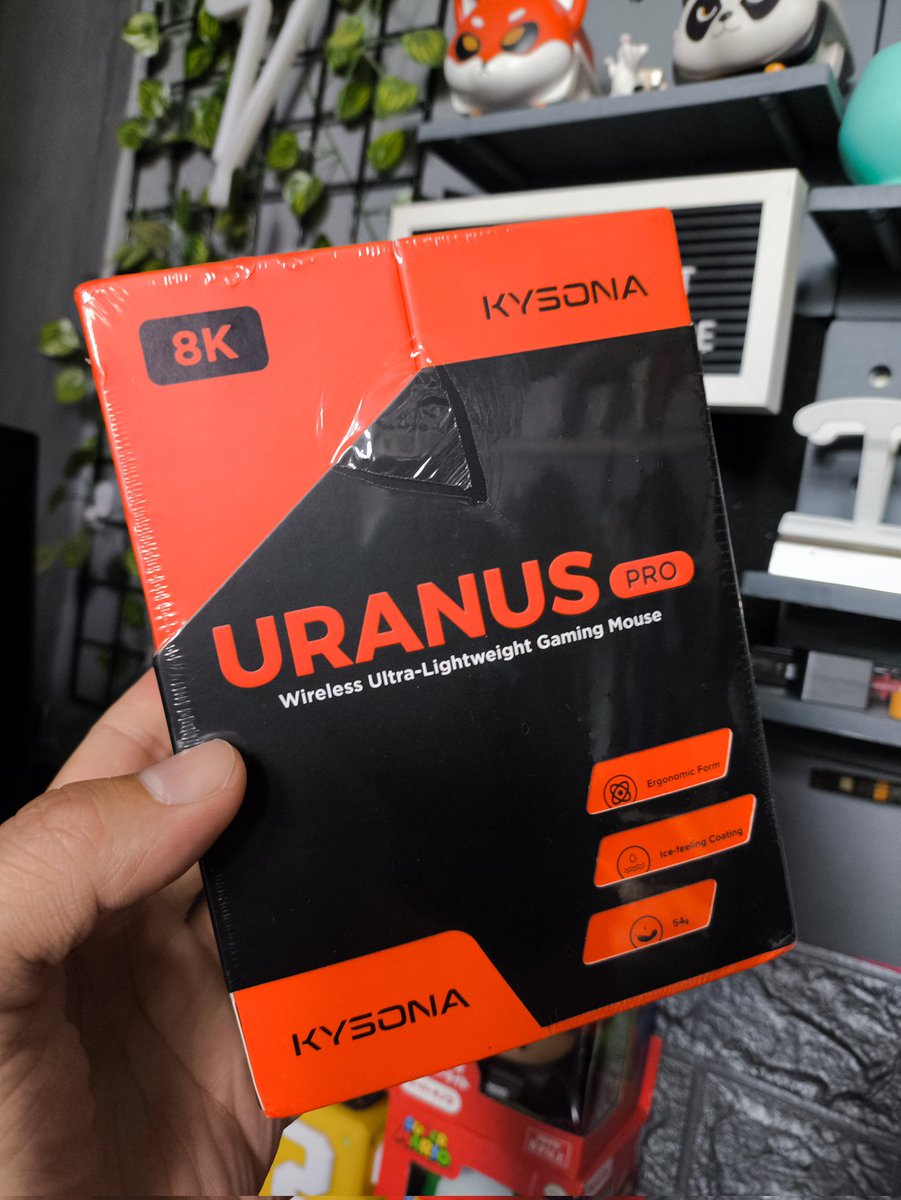 8K
KYSONA
T
E
URANUS PRO
Wireless Ultra-Lightweight Gaming Mouse
Ergonomic Form
Ice-feeling Coating
54g
KYSONA